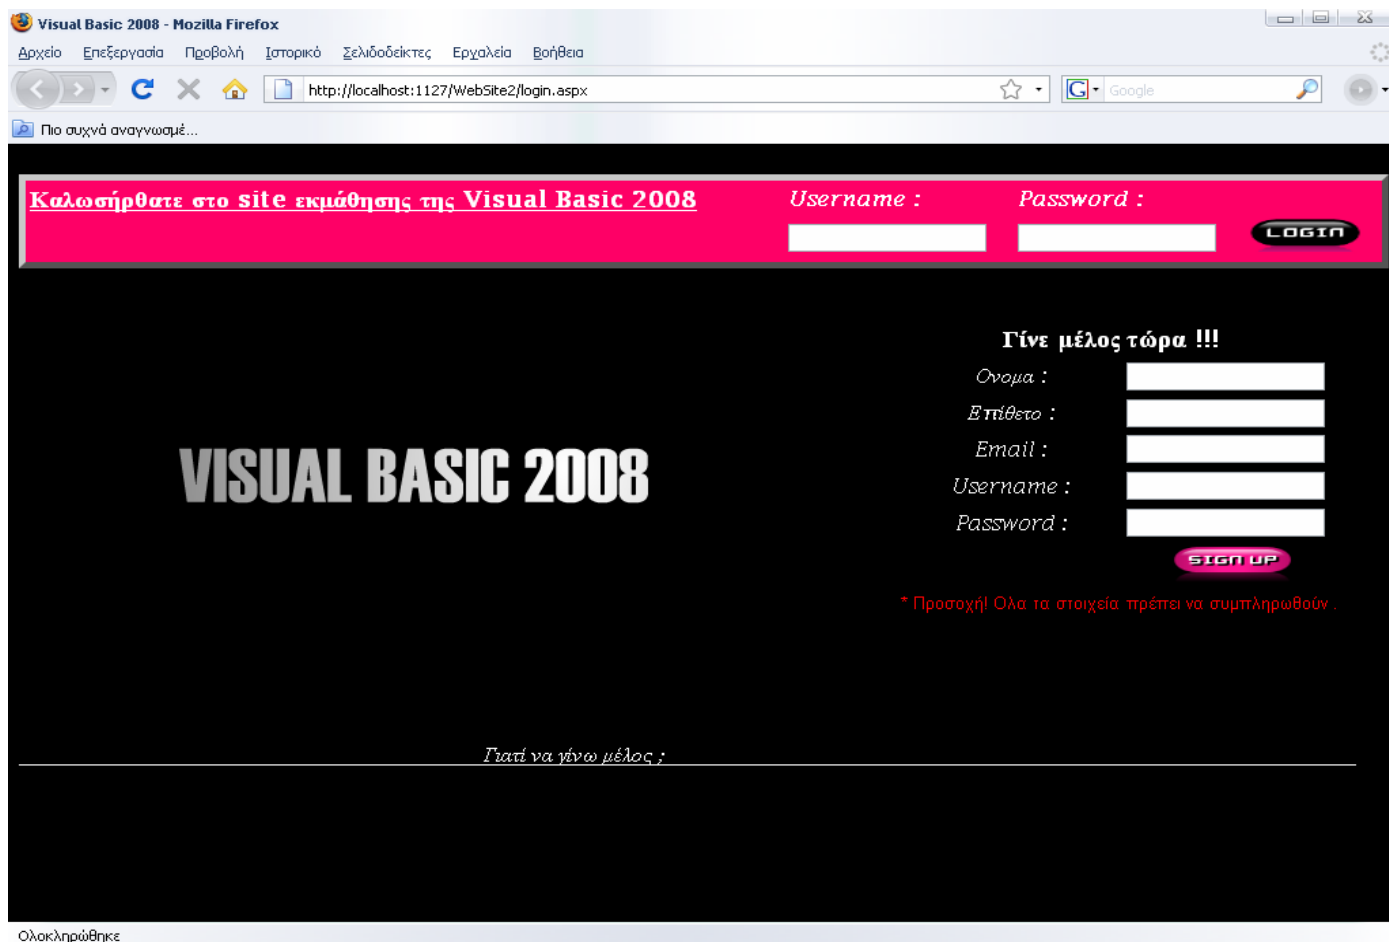 Visual Basic 2008 - Mozilla Firefox
Αρχείο Επεξεργασία Προβολή Ιστορικό Σελιδοδείκτες Εργαλεία Βοήθεια
http://localhost:1127/WebSite2/login.aspx
G Google
Πιο συχνά αναγνωσμέ...
Καλωσήρθατε στο site εκμάθησης της Visual Basic 2008
Username :
Password :
LOGIN
Γίνε μέλος τώρα !!!
Ονομα :
Επίθετο :
Email :
VISUAL BASIC 2008
Username :
Password :
SIGN UP
* Προσοχή! Ολα τα στοιχεία πρέπει να συμπληρωθούν .
Γιατί να γίνω μέλος ;
Ολοκληρώθηκε